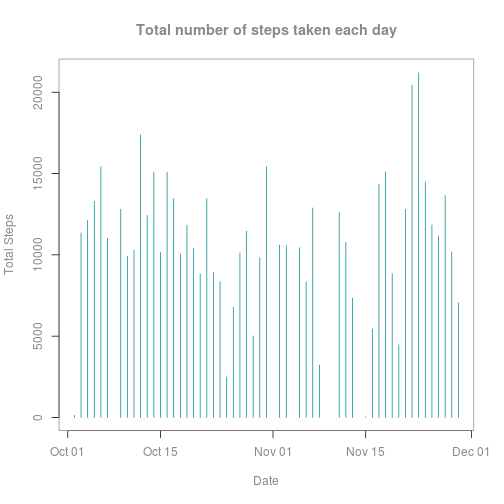 Total number of steps taken each day
20000
15000
10000
5000
0
Total Steps
Oct 01
Oct 15
Nov 01
Nov 15
Dec 01
Date